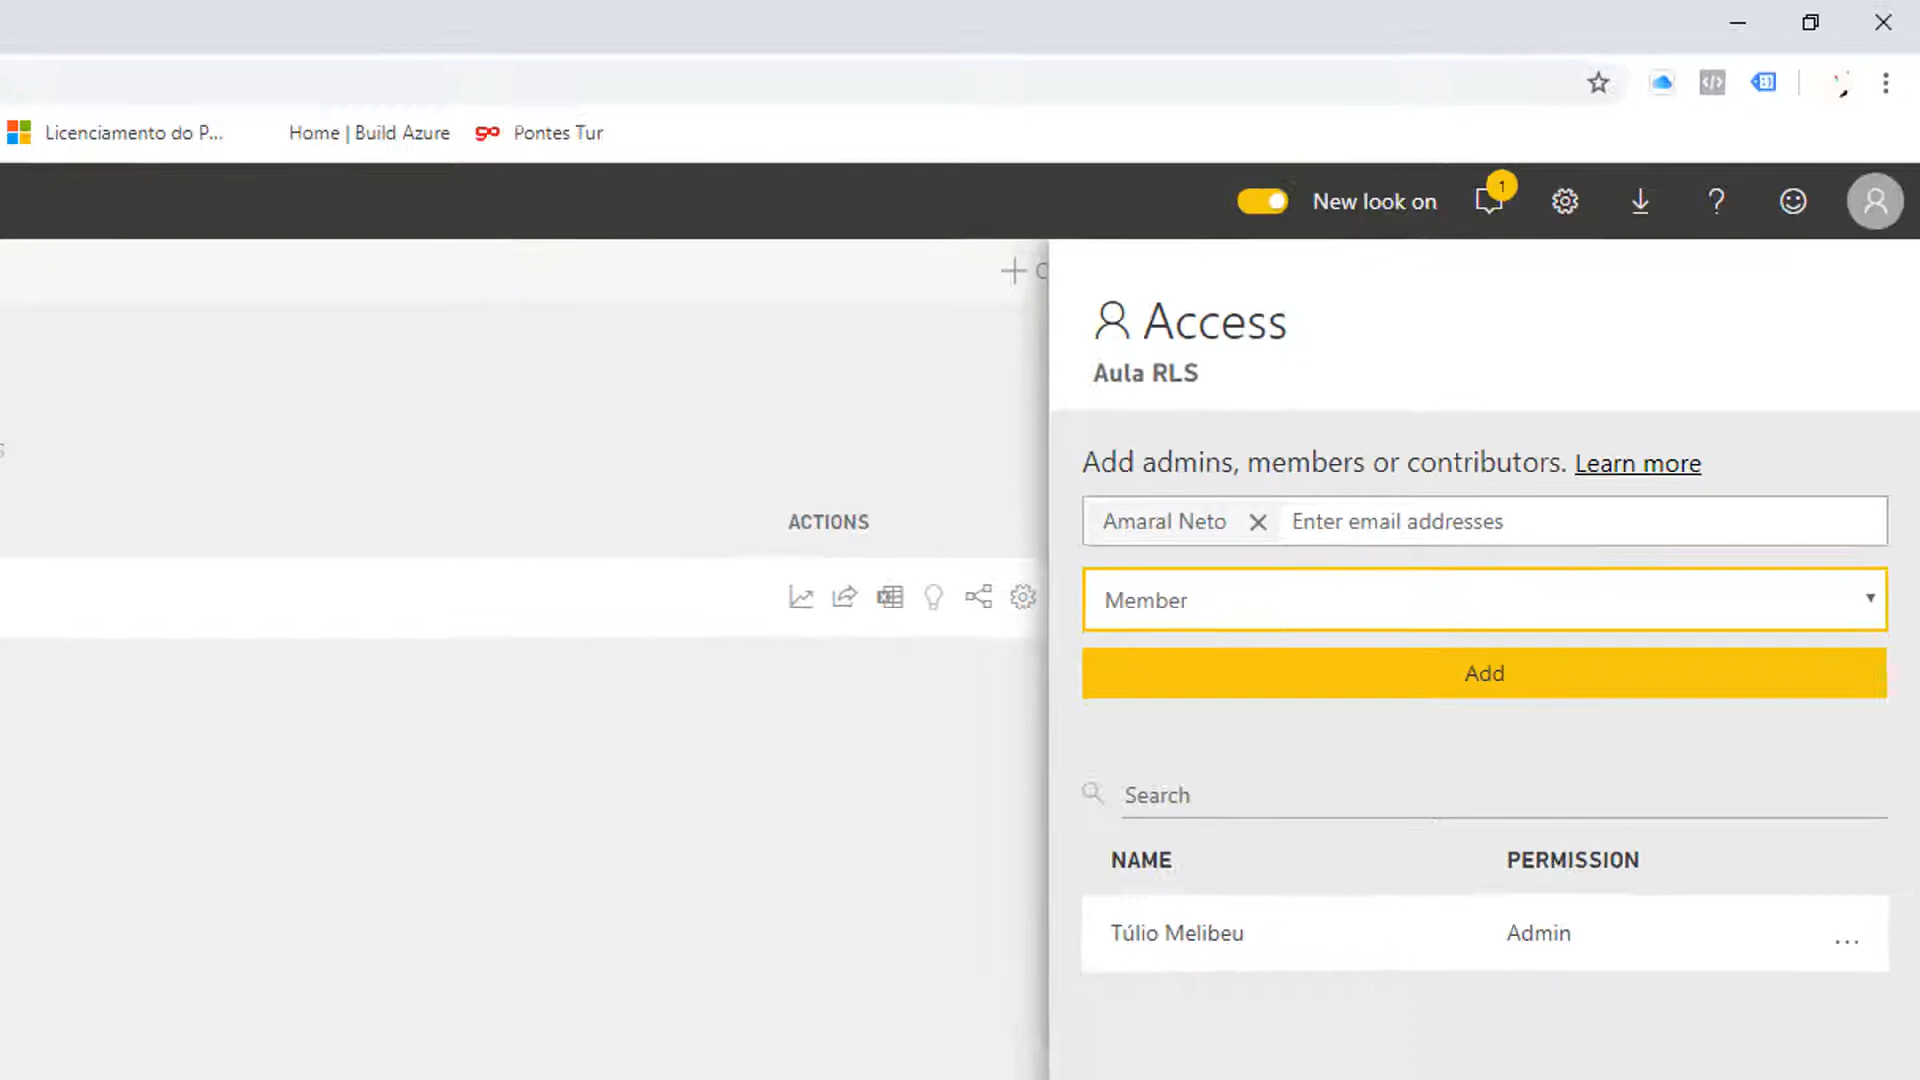 Licenciamento do P...
Home | Build Azure
go Pontes Tur
New look on
1
?
Access
Aula RLS
Add admins, members or contributors. Learn more
Amaral Neto
Enter email addresses
ACTIONS
Member
Add
Search
NAME
PERMISSION
Túlio Melibeu
Admin
...